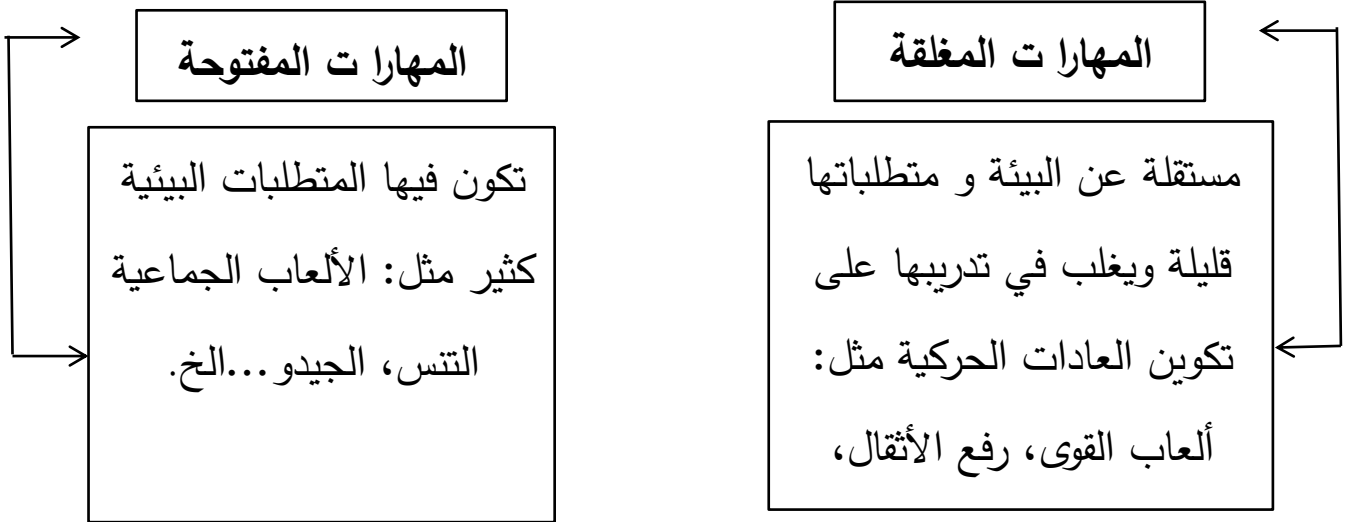 المهارا ت المغلقة
مستقلة عن البيئة و متطلباتها
قليلة ويغلب في تدريبها على
تكوين العادات الحركية مثل:
ألعاب القوى، رفع الأثقال،
المهارا ت المفتوحة
تكون فيها المتطلبات البيئية
كثير مثل: الألعاب الجماعية
التنس، الجيدو...الخ.